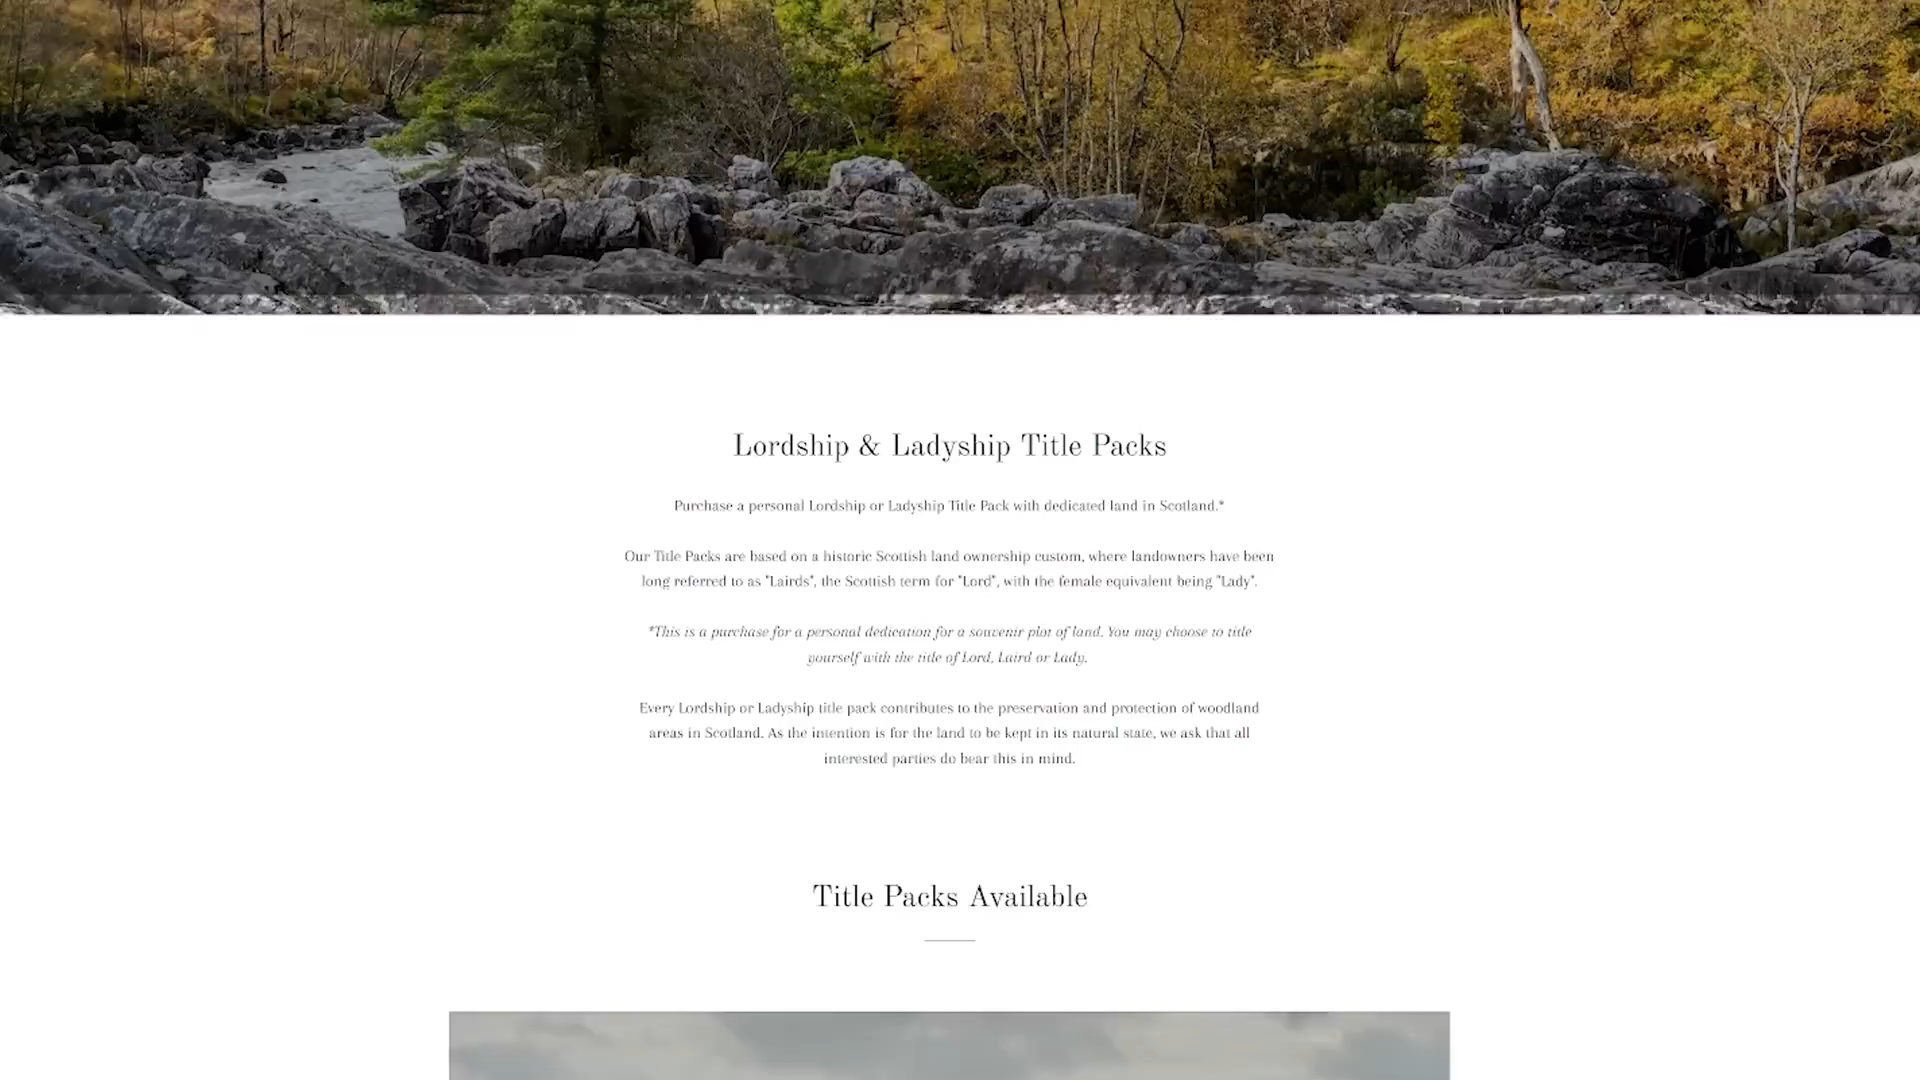 Lordship & Ladyship Title Packs
Purchase a personal Lordship or Ladyship Title Pack with dedicated land in Scotland.*
Our Title Packs are based on a historic Scottish land ownership custom, where landowners have been
long referred to as "Lairds", the Scottish term for "Lord", with the female equivalent being "Lady".
*This is a purchase for a personal dedication for a souvenir plot of land. You may choose to title
yourself with the title of Lord, Laird or Lady.
Every Lordship or Ladyship title pack contributes to the preservation and protection of woodland
areas in Scotland. As the intention is for the land to be kept in its natural state, we ask that all
interested parties do bear this in mind.
Title Packs Available